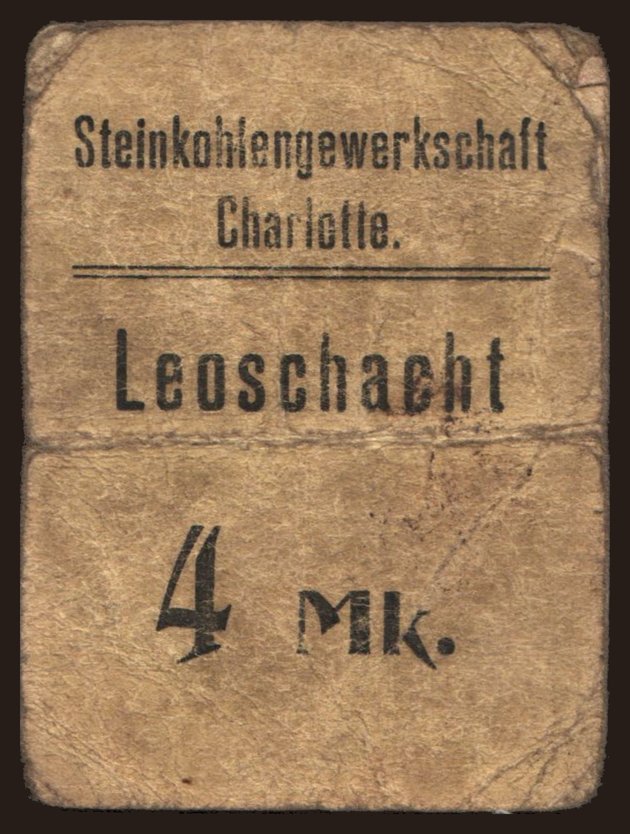 Steinkohlengewerkschaft
Charlotte.
Leoschacht
4 Mk.